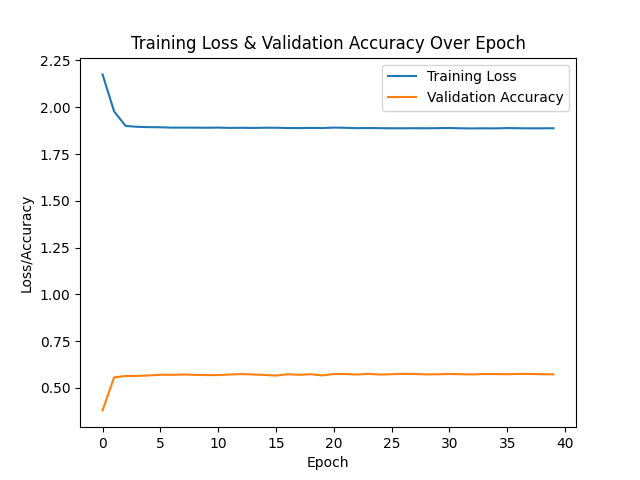 Training Loss & Validation Accuracy Over Epoch
Training Loss
Validation Accuracy
Loss/Accuracy
2.25
2.00
1.75
1.50
1.25
1.00
0.75
0.50
0 5 10 15 20 25 30 35 40
Epoch